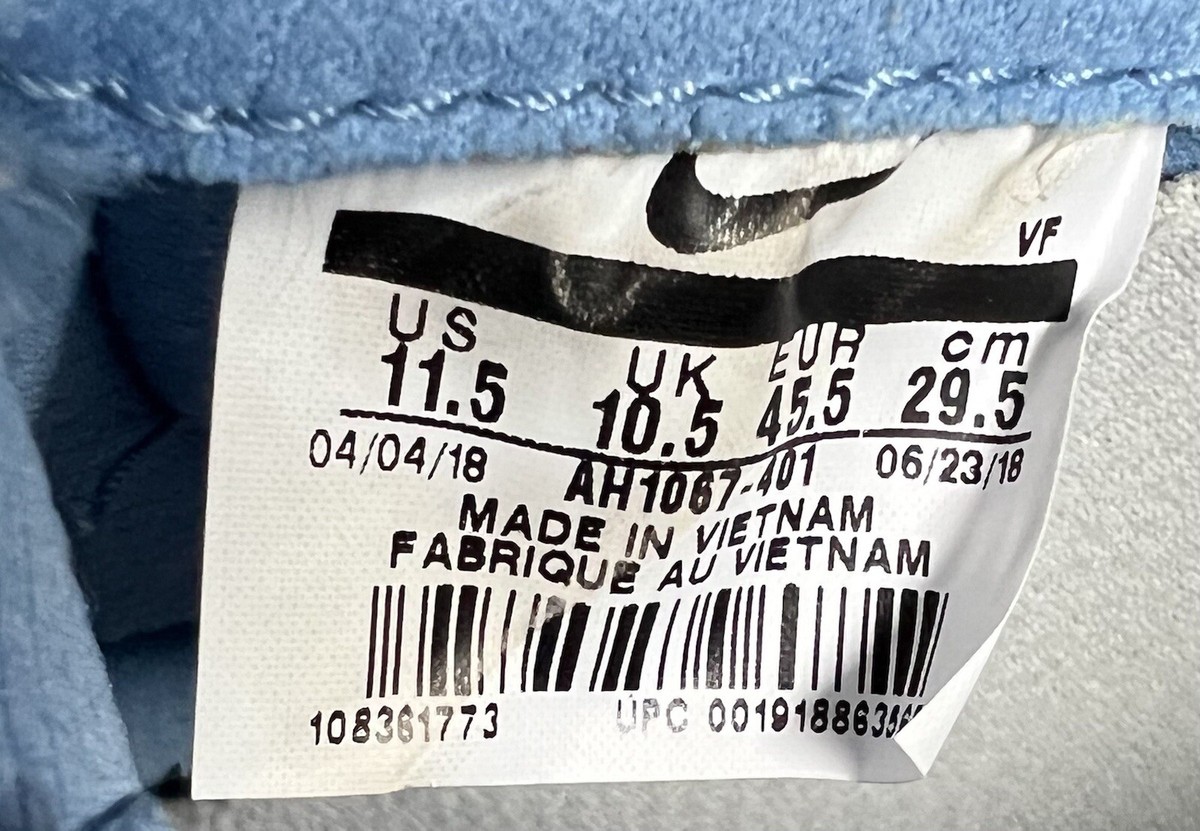 VF
US UK EUR cm
11.5 10.5 45.5 29.5
04/04/18 AH1067-401 06/23/18
MADE IN VIETNAM
FABRIQUE AU VIETNAM
108361773 UPC